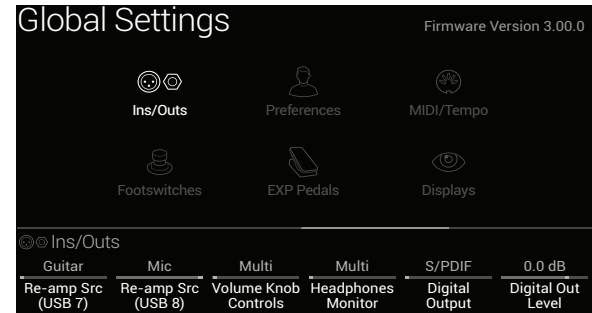 Global Settings
Firmware Version 3.00.0
Ins/Outs
Preferences
MIDI/Tempo
Footswitches
EXP Pedals
Displays
Ins/Outs
Guitar
Mic
Multi
Multi
S/PDIF
0.0 dB
Re-amp Src
(USB 7)
Re-amp Src
(USB 8)
Volume Knob
Controls
Headphones
Monitor
Digital
Output
Digital Out
Level